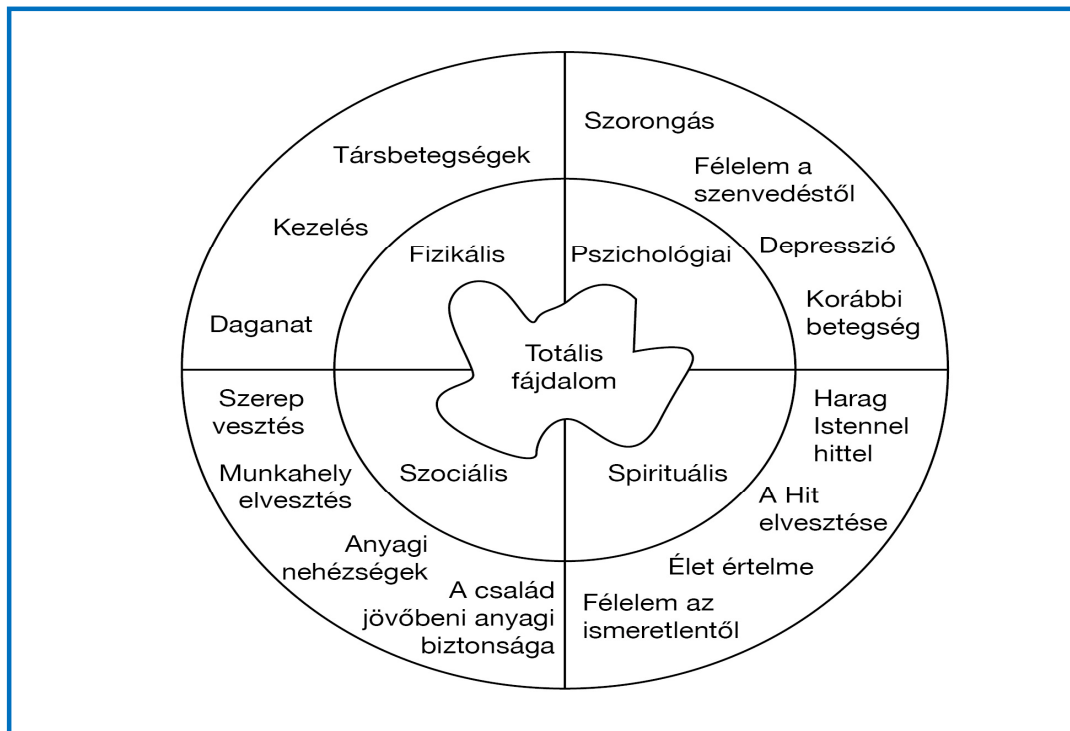 Társbetegségek
Kezelés
Daganat
Fizikális
Szorongás
Félelem a
szenvedéstől
Depresszió
Korábbi
betegség
Pszichológiai
Totális
fájdalom
Szerep
vesztés
Munkahely
elvesztés
Anyagi
nehézségek
A család
jövőbeni anyagi
biztonsága
Szociális
Spirituális
Harag
Istennel
hittel
A Hit
elvesztése
Élet értelme
Félelem az
ismeretlentől